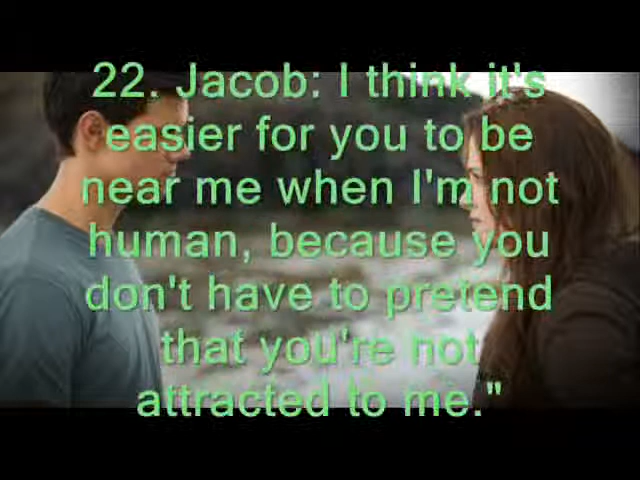 22. Jacob: I think it's
easier for you to be
near me when I'm not
human, because you
don't have to pretend
that you're not
attracted to me."